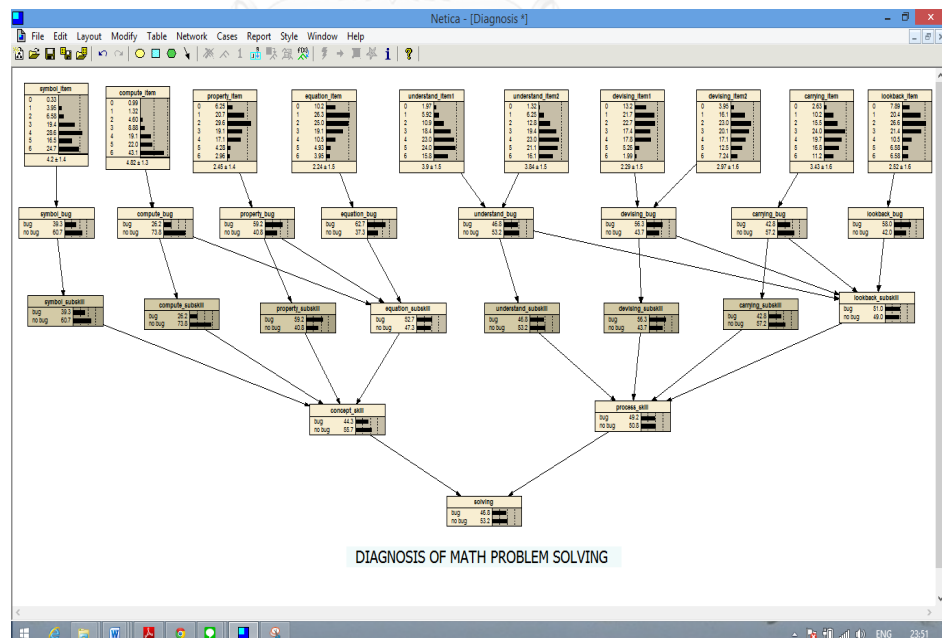 Netica - [Diagnosis *]
File Edit Layout Modify Table Network Cases Report Style Window Help
symbol_item
0 0.33
1 3.95
2 6.58
3 19.4
4 28.6
5 16.5
6 24.7
4.2 ± 1.4
compute_item
0 0.99
1 1.32
2 4.60
3 8.88
4 19.1
5 22.0
6 43.1
4.82 ± 1.3
property_item
0 6.25
1 20.7
2 29.6
3 19.1
4 17.1
5 4.28
6 2.96
2.45 ± 1.4
equation_item
0 10.2
1 26.3
2 25.0
3 19.1
4 10.5
5 4.93
6 3.95
2.24 ± 1.5
understand_item1
0 1.97
1 5.92
2 10.9
3 18.4
4 23.0
5 24.0
6 15.8
3.9 ± 1.5
understand_item2
0 1.32
1 6.25
2 12.8
3 19.4
4 23.0
5 21.1
6 16.1
3.84 ± 1.5
devising_item1
0 13.2
1 21.7
2 22.7
3 17.4
4 17.8
5 5.26
6 1.99
2.29 ± 1.5
devising_item2
0 3.95
1 16.1
2 23.0
3 20.1
4 17.1
5 12.8
6 7.24
2.97 ± 1.6
carrying_item
0 2.63
1 10.2
2 15.5
3 24.0
4 19.7
5 16.8
6 11.2
3.43 ± 1.6
lookback_item
0 7.89
1 20.4
2 26.6
3 21.4
4 10.5
5 6.58
6 6.58
2.52 ± 1.6
symbol_bug
bug 39.3
no bug 60.7
compute_bug
bug 26.2
no bug 73.8
property_bug
bug 59.2
no bug 40.8
equation_bug
bug 62.7
no bug 37.3
understand_bug
bug 46.8
no bug 53.2
devising_bug
bug 56.3
no bug 43.7
carrying_bug
bug 42.8
no bug 57.2
lookback_bug
bug 58.0
no bug 42.0
symbol_subskill
bug 39.3
no bug 60.7
compute_subskill
bug 26.2
no bug 73.8
property_subskill
bug 59.2
no bug 40.8
equation_subskill
bug 52.7
no bug 47.3
understand_subskill
bug 46.8
no bug 53.2
devising_subskill
bug 56.3
no bug 43.7
carrying_subskill
bug 42.8
no bug 57.2
lookback_subskill
bug 51.0
no bug 49.0
concept_skill
bug 44.3
no bug 55.7
process_skill
bug 49.2
no bug 50.8
solving
bug 46.8
no bug 53.2
DIAGNOSIS OF MATH PROBLEM SOLVING
ENG 23:51